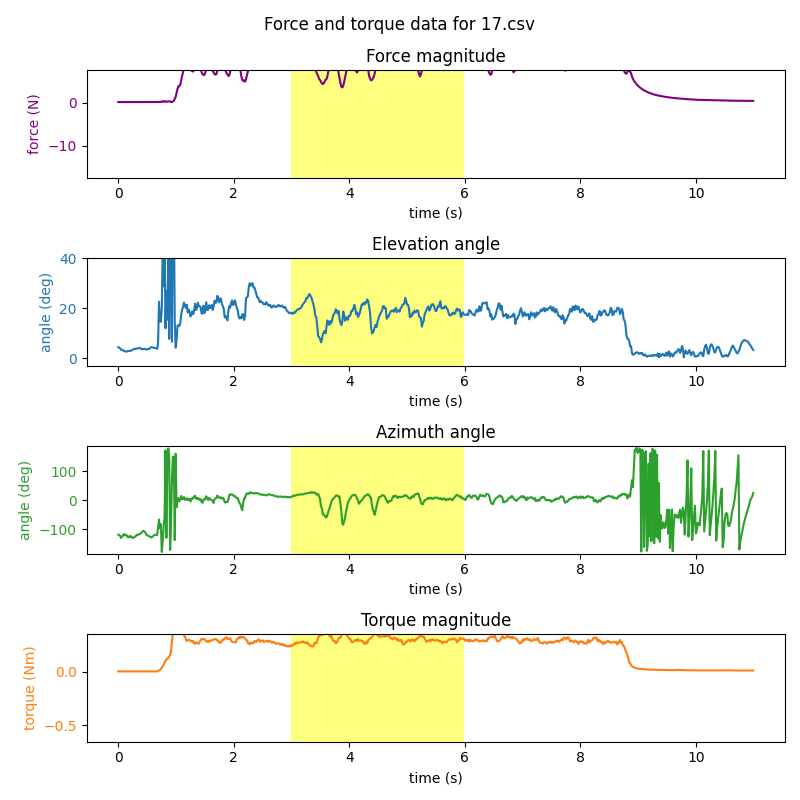 Force and torque data for 17.csv
Force magnitude
force (N)
0
−10
0 2 4 6 8 10
time (s)
Elevation angle
angle (deg)
40
20
0
0 2 4 6 8 10
time (s)
Azimuth angle
angle (deg)
100
0
−100
0 2 4 6 8 10
time (s)
Torque magnitude
torque (Nm)
0.0
−0.5
0 2 4 6 8 10
time (s)